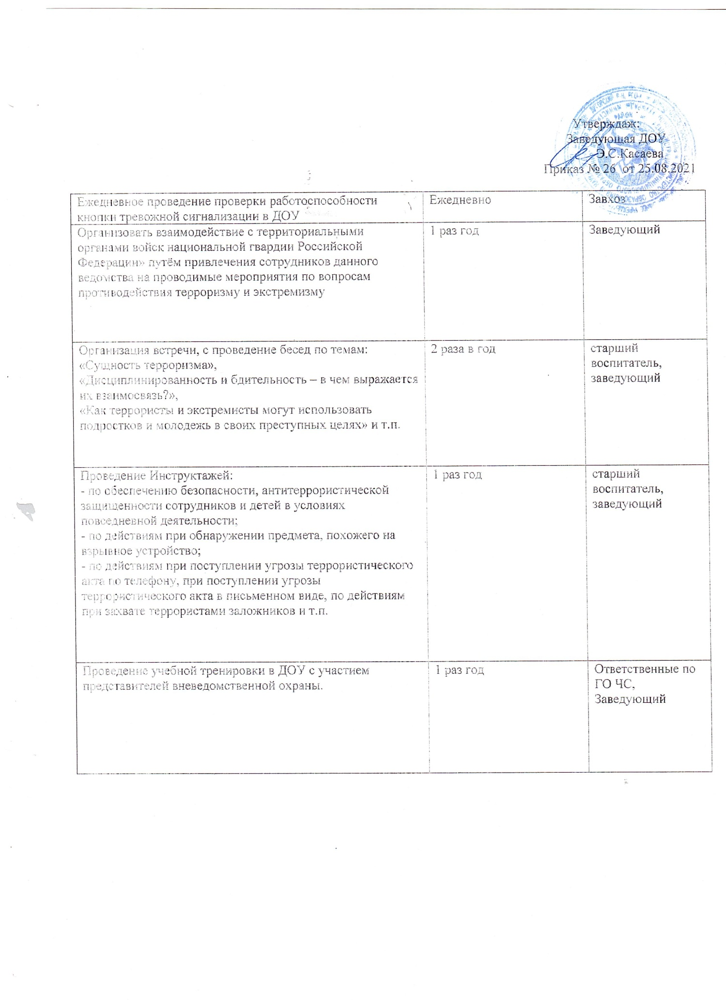 Утверждаж:
Заведующая ДОУ
Э.С.Касаева
Приказ № 26 от 25.08.2021
Ежедневное проведение проверки работоспособности
кнопки тревожной сигнализации в ДОУ
Ежедневно
Завхоз
Организовать взаимодействие с территориальными
органами войск национальной гвардии Российской
Федерации» путём привлечения сотрудников данного
ведомства на проводимые мероприятия по вопросам
противодействия терроризму и экстремизму
1 раз год
Заведующий
Организация встречи, с проведение бесед по темам:
«Сущность терроризма»,
«Дисциплинированность и бдительность – в чем выражается
их взаимосвязь?»,
«Как террористы и экстремисты могут использовать
подростков и молодежь в своих преступных целях» и т.п.
2 раза в год
старший
воспитатель,
заведующий
Проведение Инструктажей:
- по обеспечению безопасности, антитеррористической
защищенности сотрудников и детей в условиях
повседневной деятельности;
- по действиям при обнаружении предмета, похожего на
взрывное устройство;
- по действиям при поступлении угрозы террористического
акта по телефону, при поступлении угрозы
террористического акта в письменном виде, по действиям
при захвате террористами заложников и т.п.
1 раз год
старший
воспитатель,
заведующий
Проведение учебной тренировки в ДОУ с участием
представителей вневедомственной охраны.
1 раз год
Ответственные по
ГО ЧС,
Заведующий